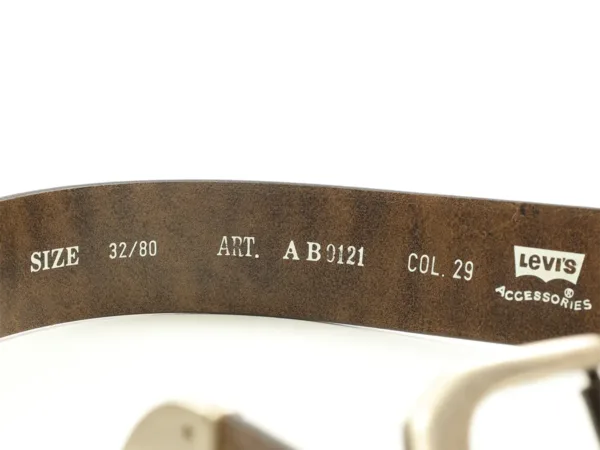 SIZE 32/80 ART. AB0121 COL. 29
LEVI'S
ACCESSORIES ®